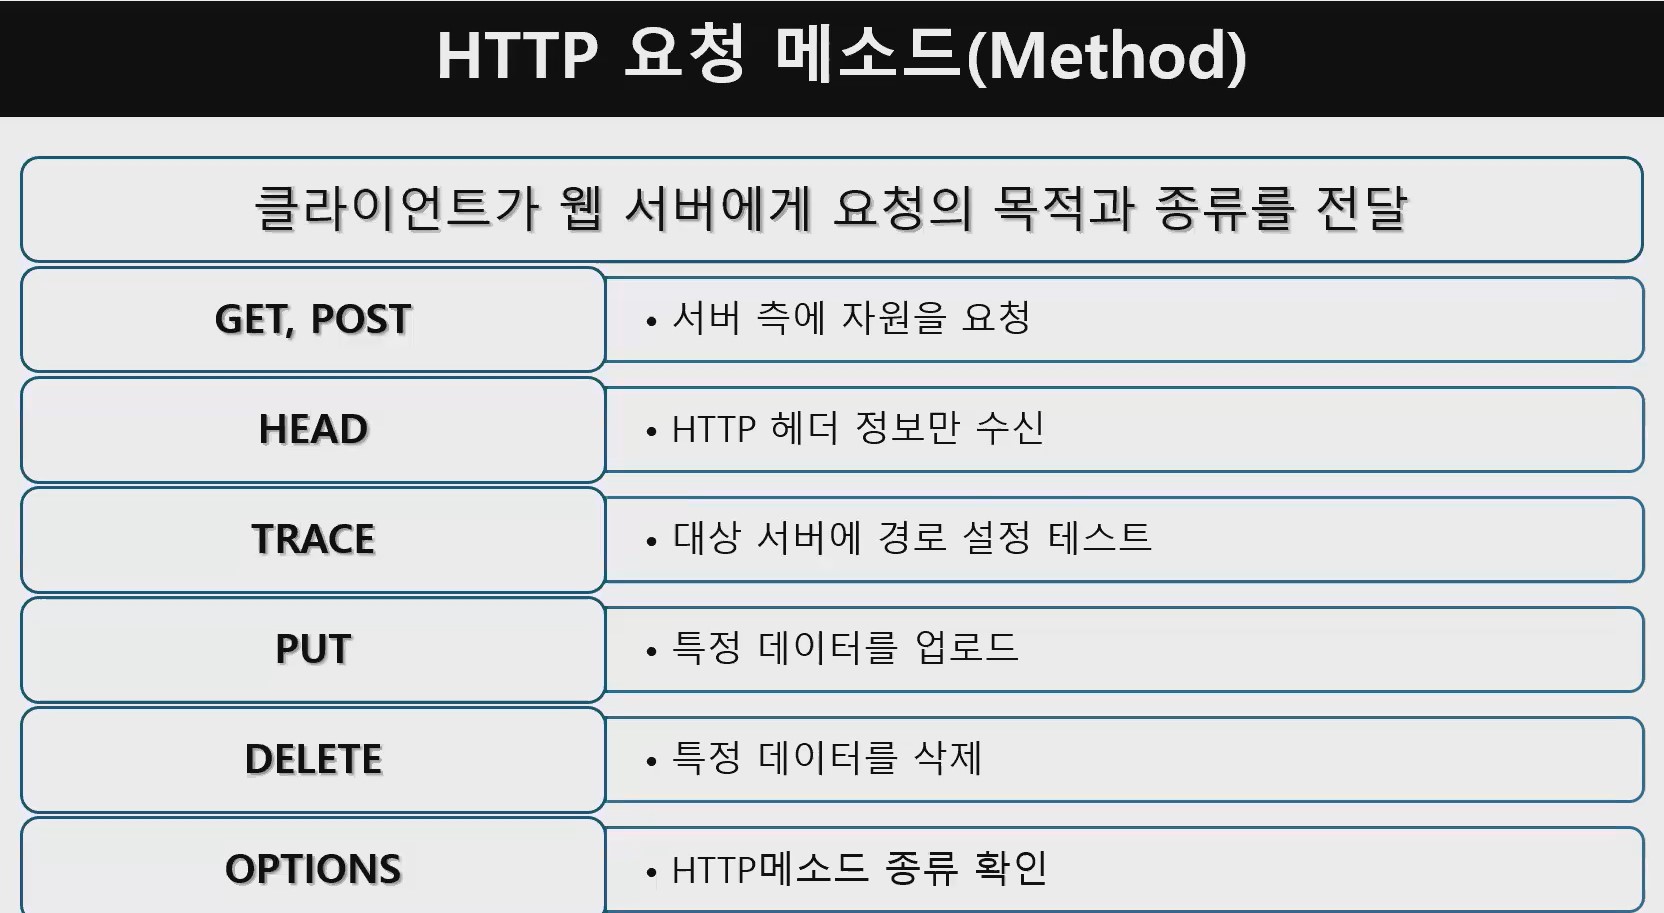 HTTP 요청 메소드(Method)
클라이언트가 웹 서버에게 요청의 목적과 종류를 전달
GET, POST
• 서버 측에 자원을 요청
HEAD
• HTTP 헤더 정보만 수신
TRACE
• 대상 서버에 경로 설정 테스트
PUT
• 특정 데이터를 업로드
DELETE
• 특정 데이터를 삭제
OPTIONS
• HTTP메소드 종류 확인